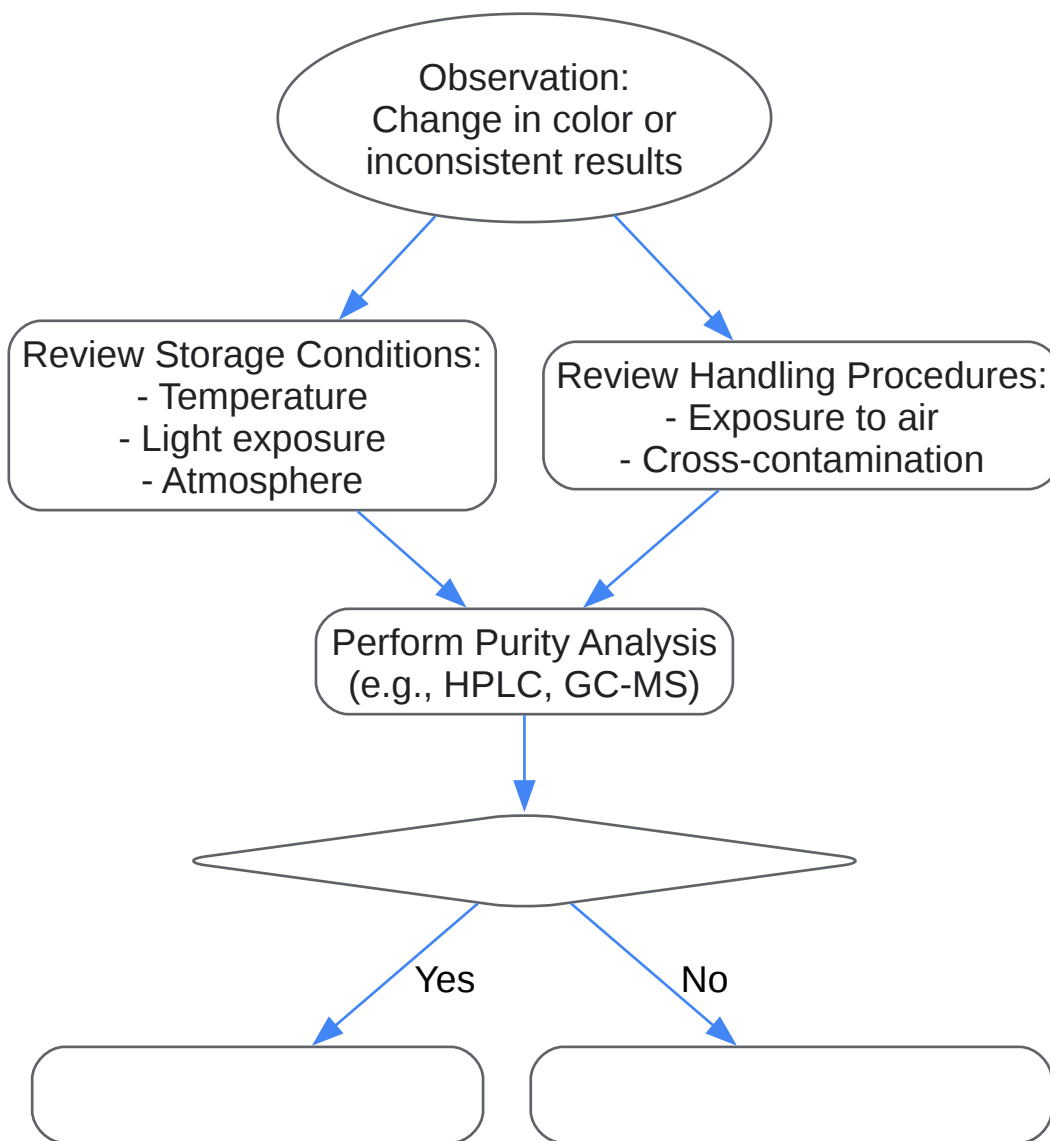 Observation:
Change in color or
inconsistent results
Review Storage Conditions:
- Temperature
- Light exposure
- Atmosphere
Review Handling Procedures:
- Exposure to air
- Cross-contamination
Perform Purity Analysis
(e.g., HPLC, GC-MS)
Yes
No